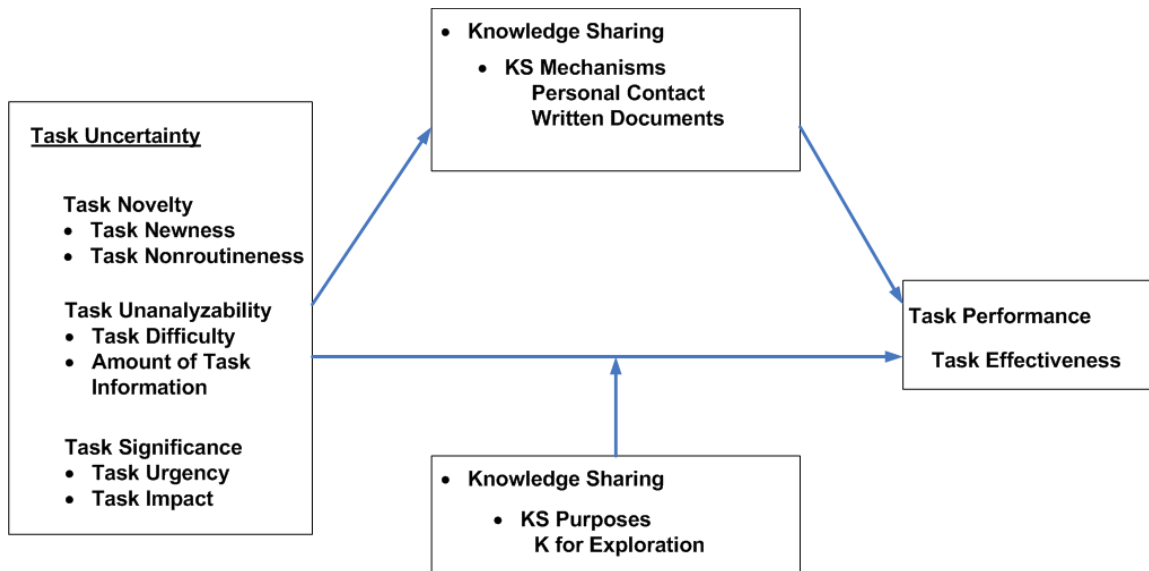 Task Uncertainty
Task Novelty
• Task Newness
• Task Nonroutineness
Task Unanalyzability
• Task Difficulty
• Amount of Task
Information
Task Significance
• Task Urgency
• Task Impact
• Knowledge Sharing
• KS Mechanisms
Personal Contact
Written Documents
• Knowledge Sharing
• KS Purposes
K for Exploration
Task Performance
Task Effectiveness